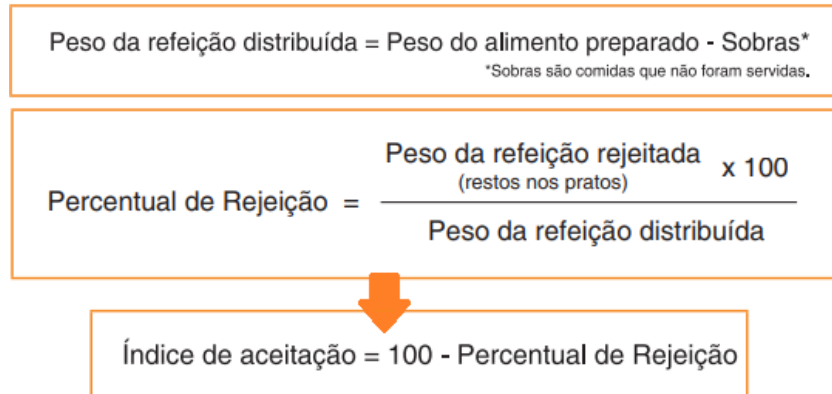 Peso da refeição distribuída = Peso do alimento preparado - Sobras*
*Sobras são comidas que não foram servidas.
Peso da refeição rejeitada x 100
(restos nos pratos)
Percentual de Rejeição =
Peso da refeição distribuída
Índice de aceitação = 100 - Percentual de Rejeição